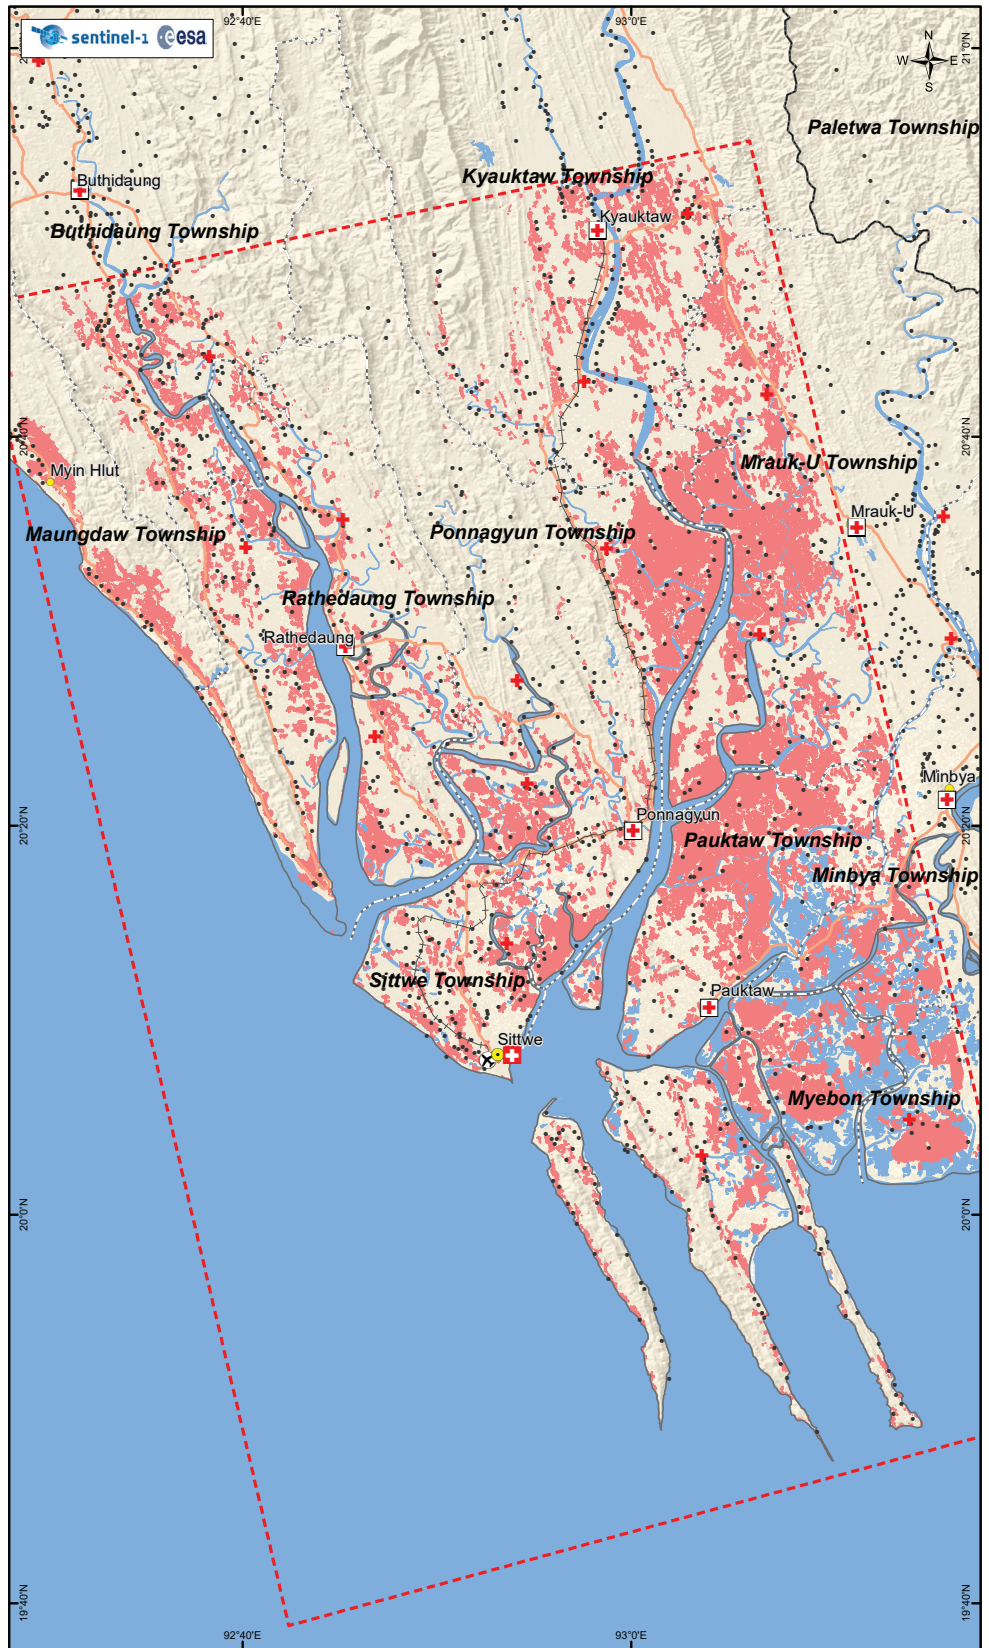 92°40'E
93°0'E
sentinel-1 esa
N
W E
S
21°0'N
Paletwa Township
Kyauktaw Township
Buthidaung
Kyauktaw
Buthidaung Township
20°40'N
20°40'N
Myin Hlut
Mrauk-U Township
Mrauk-U
Maungdaw Township
Ponnagyun Township
Rathedaung Township
Rathedaung
Minbya
20°20'N
20°20'N
Ponnagyun
Pauktaw Township
Minbya Township
Sittwe Township
Pauktaw
Sittwe
Myebon Township
20°0'N
20°0'N
19°40'N
19°40'N
92°40'E
93°0'E